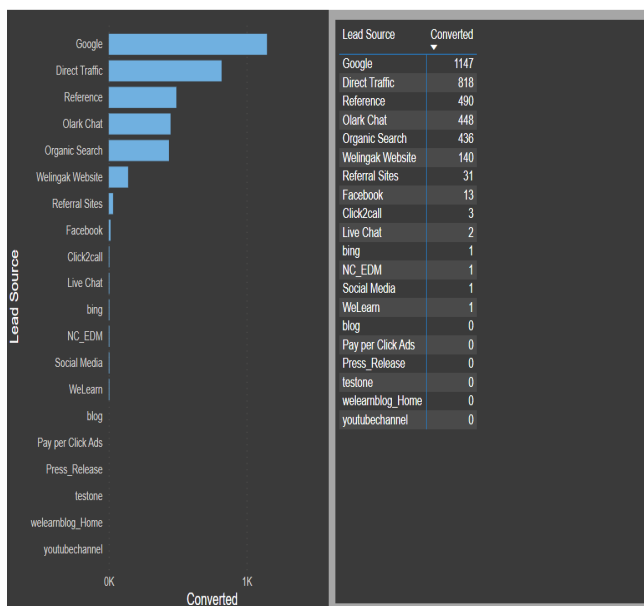 Google
Direct Traffic
Reference
Olark Chat
Organic Search
Welingak Website
Referral Sites
Facebook
Click2call
Live Chat
bing
NC_EDM
Social Media
WeLearn
blog
Pay per Click Ads
Press_Release
testone
welearnblog_Home
youtubechannel
Lead Source
0K 1K
Converted
Lead Source Converted
Google 1147
Direct Traffic 818
Reference 490
Olark Chat 448
Organic Search 436
Welingak Website 140
Referral Sites 31
Facebook 13
Click2call 3
Live Chat 2
bing 1
NC_EDM 1
Social Media 1
WeLearn 1
blog 0
Pay per Click Ads 0
Press_Release 0
testone 0
welearnblog_Home 0
youtubechannel 0